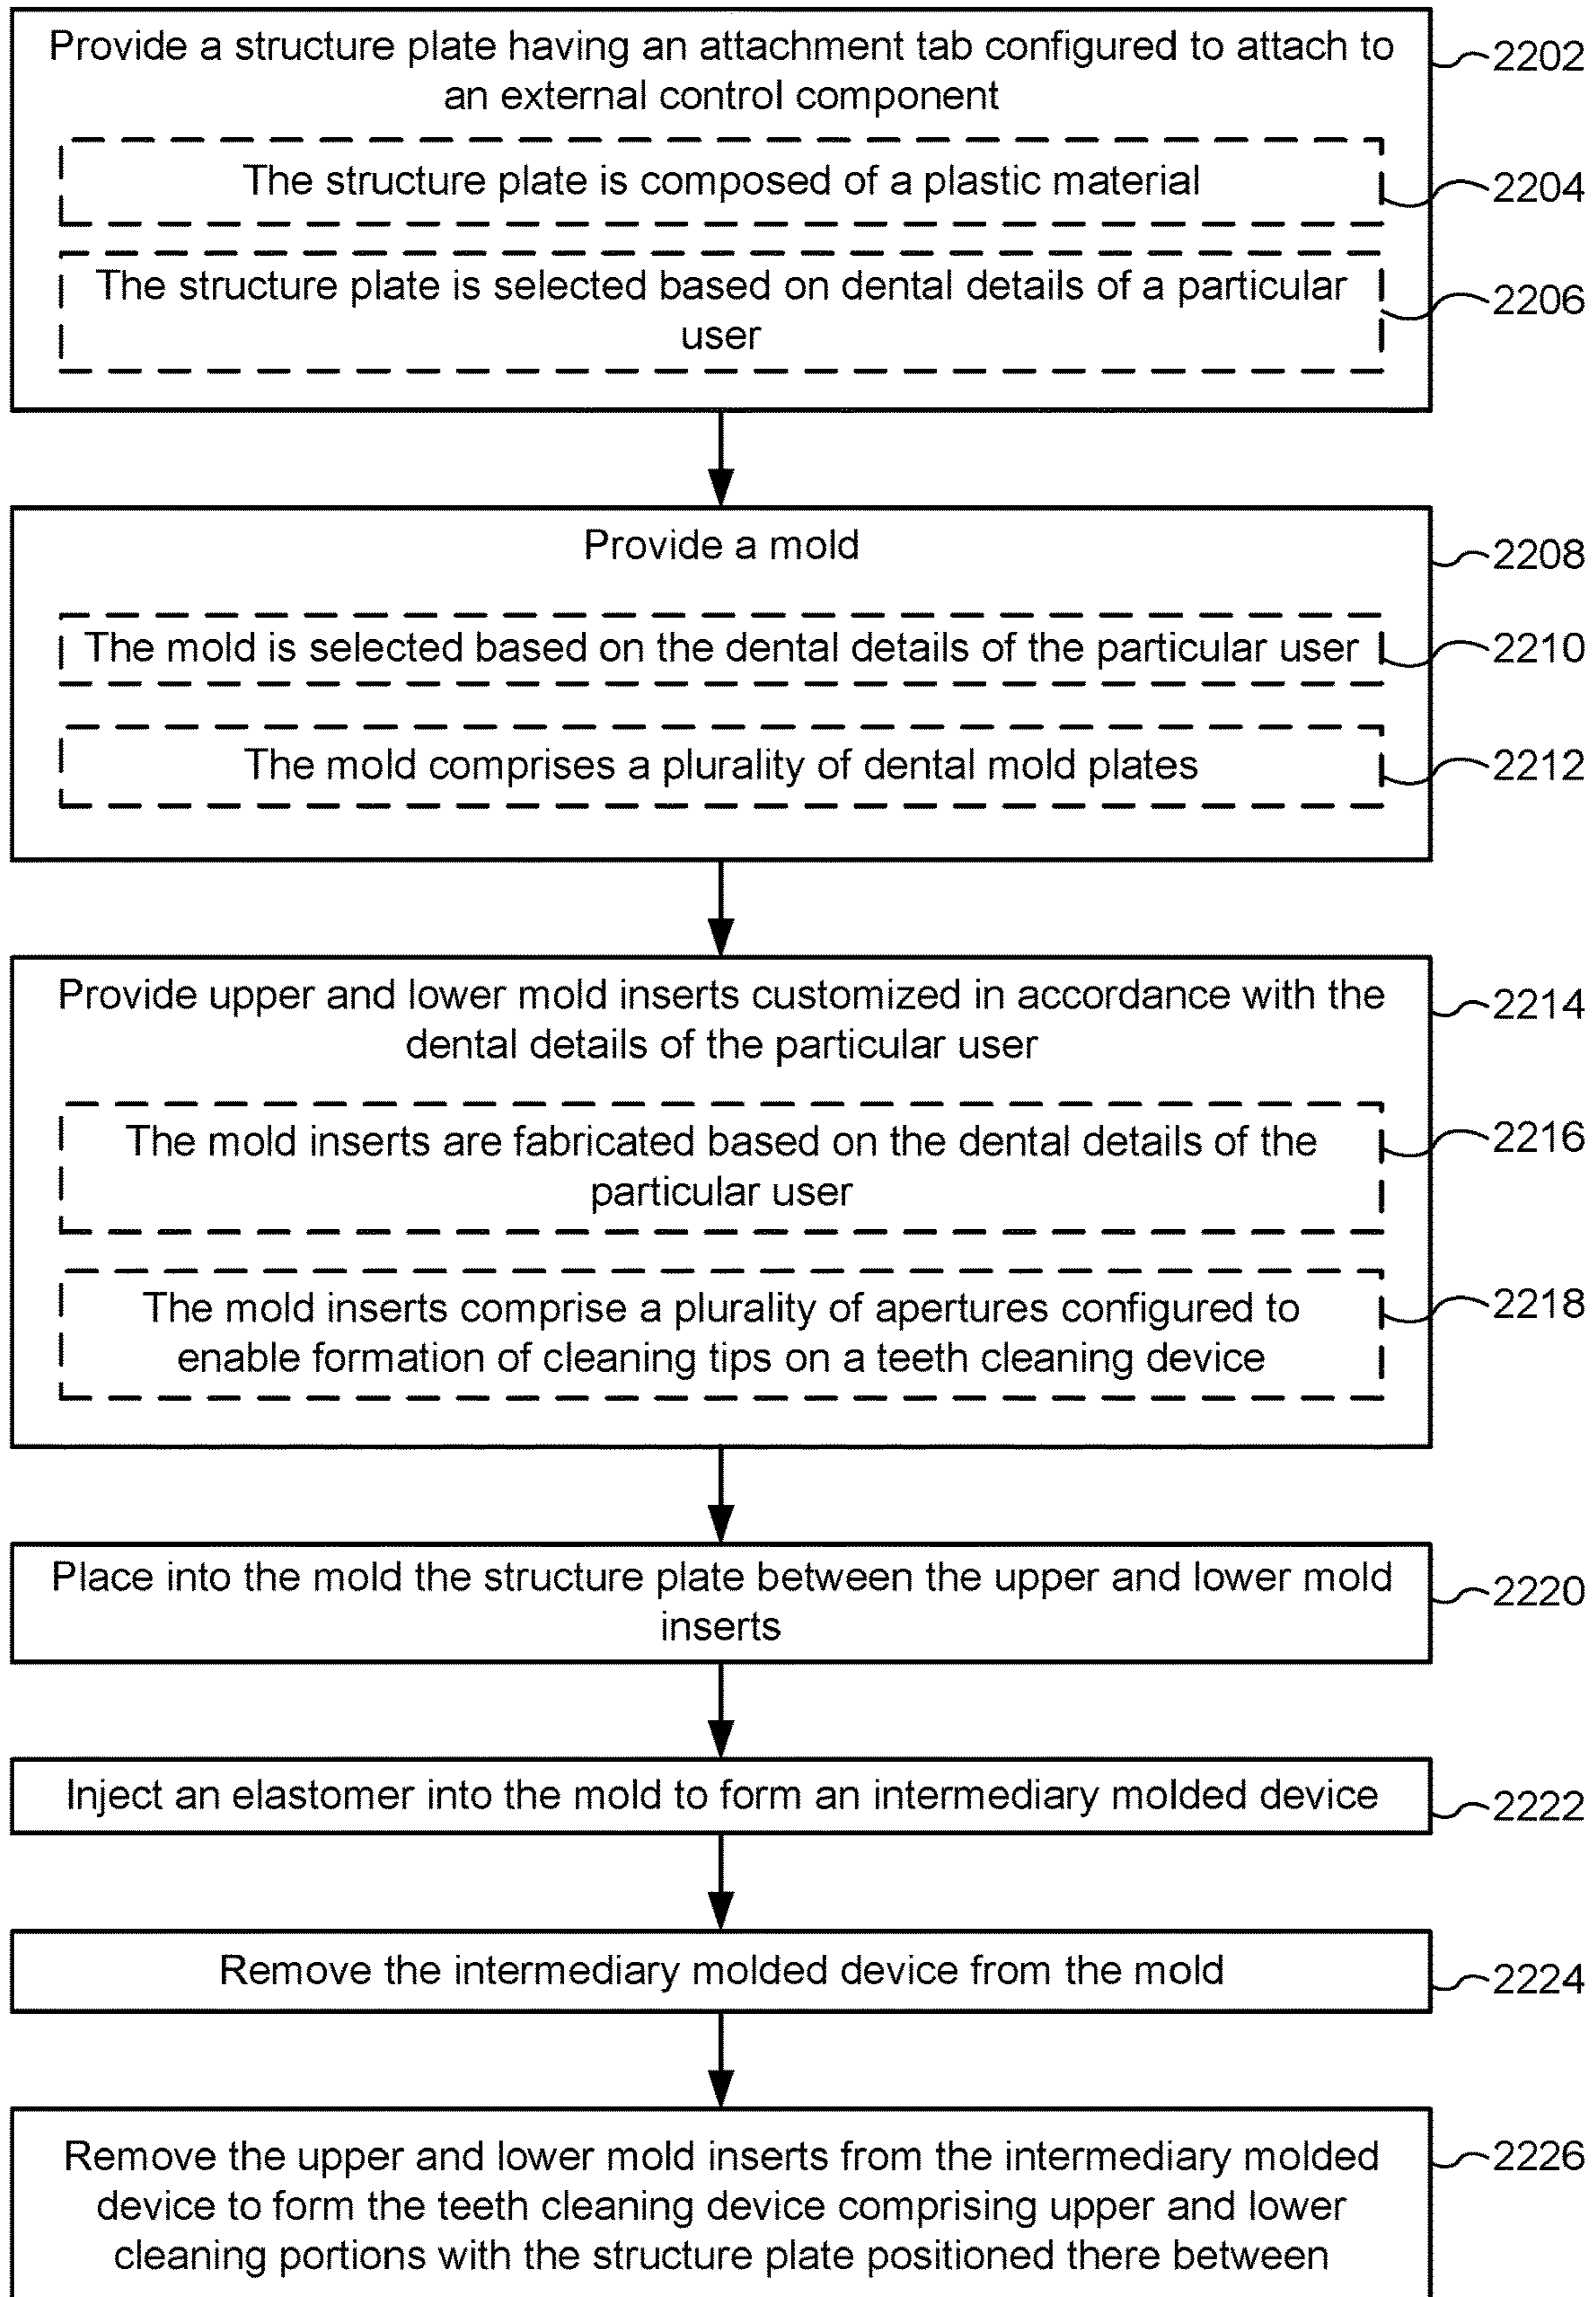 Provide a structure plate having an attachment tab configured to attach to
an external control component
2202
The structure plate is composed of a plastic material
2204
The structure plate is selected based on dental details of a particular
user
2206
Provide a mold
2208
The mold is selected based on the dental details of the particular user
2210
The mold comprises a plurality of dental mold plates
2212
Provide upper and lower mold inserts customized in accordance with the
dental details of the particular user
2214
The mold inserts are fabricated based on the dental details of the
particular user
2216
The mold inserts comprise a plurality of apertures configured to
enable formation of cleaning tips on a teeth cleaning device
2218
Place into the mold the structure plate between the upper and lower mold
inserts
2220
Inject an elastomer into the mold to form an intermediary molded device
2222
Remove the intermediary molded device from the mold
2224
Remove the upper and lower mold inserts from the intermediary molded
device to form the teeth cleaning device comprising upper and lower
cleaning portions with the structure plate positioned there between
2226